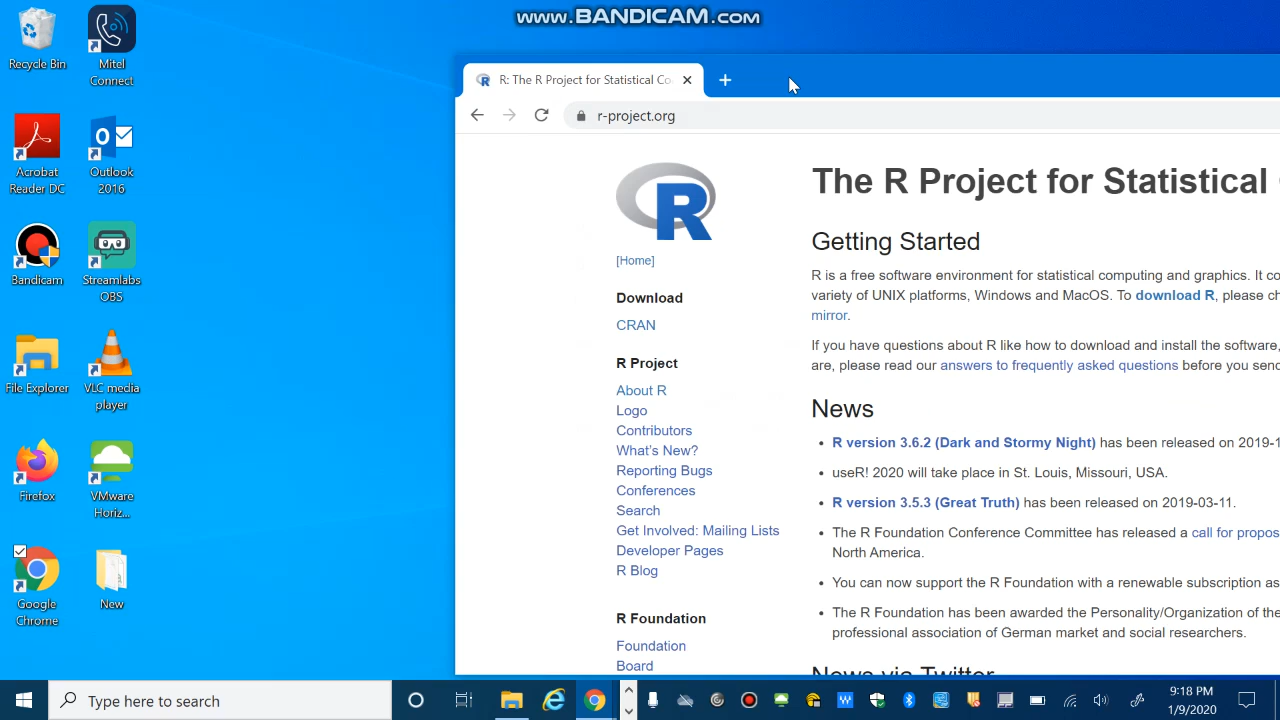 www.BANDICAM.com
Recycle Bin
Mitel
Connect
Acrobat
Reader DC
Outlook
2016
Bandicam
Streamlabs
OBS
File Explorer
VLC media
player
Firefox
VMware
Horiz...
Google
Chrome
New
R: The R Project for Statistical Co
r-project.org
R
[Home]
Download
CRAN
R Project
About R
Logo
Contributors
What's New?
Reporting Bugs
Conferences
Search
Get Involved: Mailing Lists
Developer Pages
R Blog
R Foundation
Foundation
Board
The R Project for Statistical
Getting Started
R is a free software environment for statistical computing and graphics. It co
variety of UNIX platforms, Windows and MacOS. To download R, please ch
mirror.
If you have questions about R like how to download and install the software,
are, please read our answers to frequently asked questions before you send
News
• R version 3.6.2 (Dark and Stormy Night) has been released on 2019-1
• useR! 2020 will take place in St. Louis, Missouri, USA.
• R version 3.5.3 (Great Truth) has been released on 2019-03-11.
• The R Foundation Conference Committee has released a call for propos
North America.
• You can now support the R Foundation with a renewable subscription as
• The R Foundation has been awarded the Personality/Organization of the
professional association of German market and social researchers.
News via Twitter
Type here to search
9:18 PM
1/9/2020